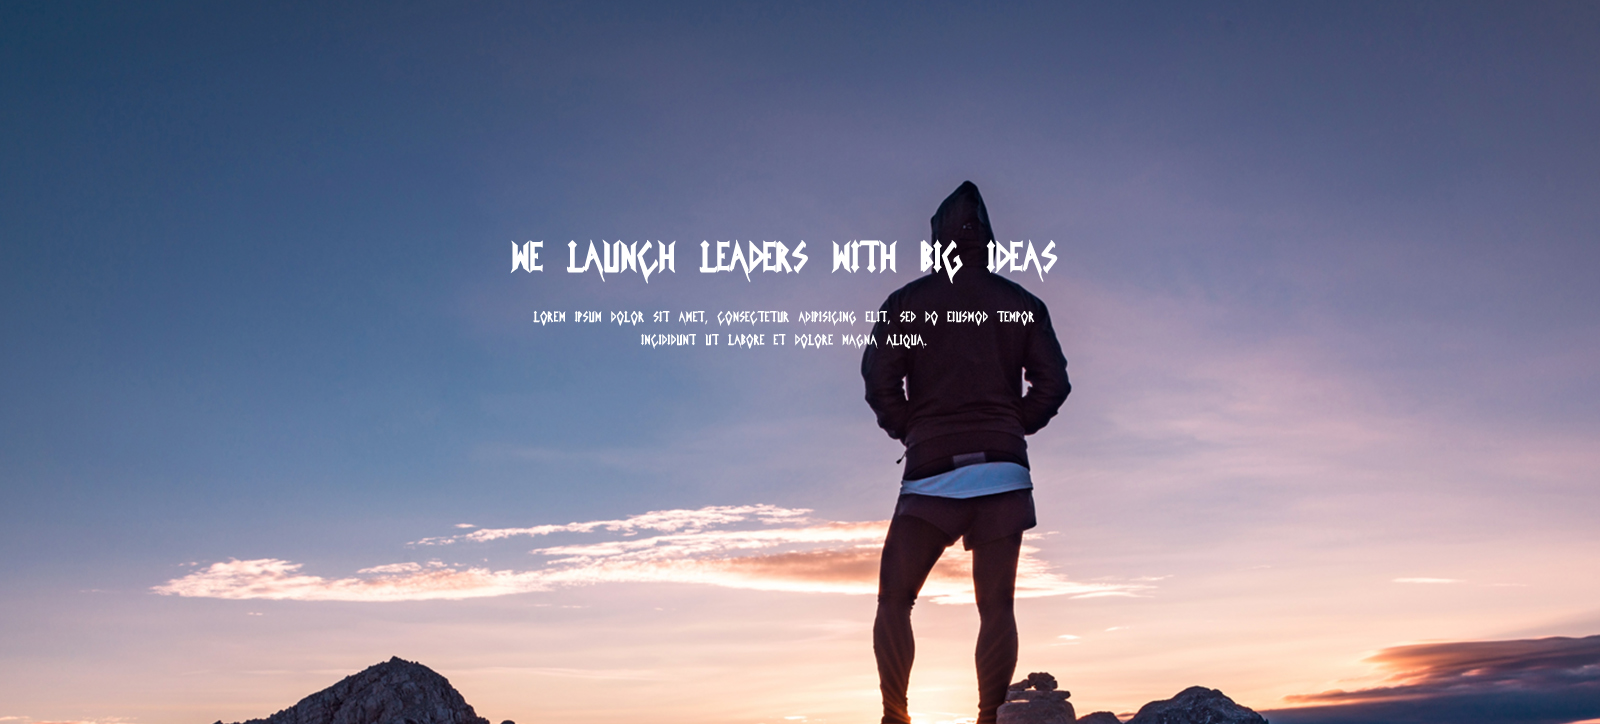 WE LAUNCH LEADERS WITH BIG IDEAS
LOREM IPSUM DOLOR SIT AMET, CONSECTETUR ADIPISICING ELIT, SED DO EIUSMOD TEMPOR
INCIDIDUNT UT LABORE ET DOLORE MAGNA ALIQUA.